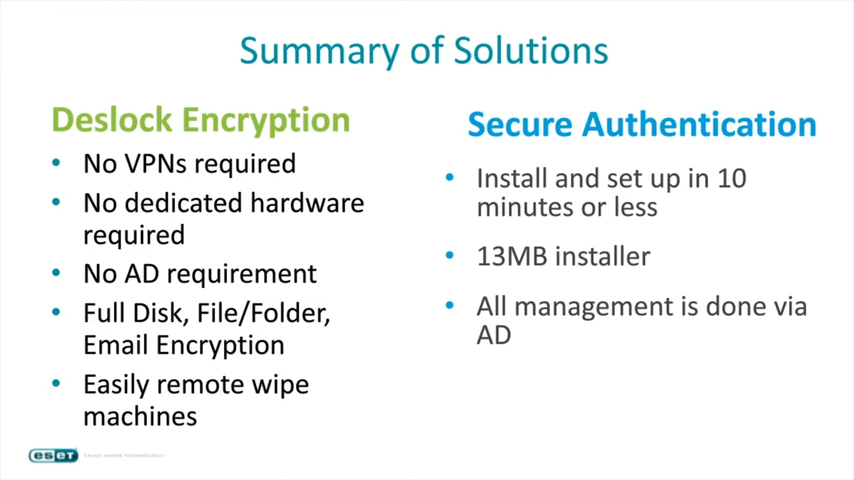 Summary of Solutions
Deslock Encryption
• No VPNs required
• No dedicated hardware
required
• No AD requirement
• Full Disk, File/Folder,
Email Encryption
• Easily remote wipe
machines
Secure Authentication
• Install and set up in 10
minutes or less
• 13MB installer
• All management is done via
AD
eseT